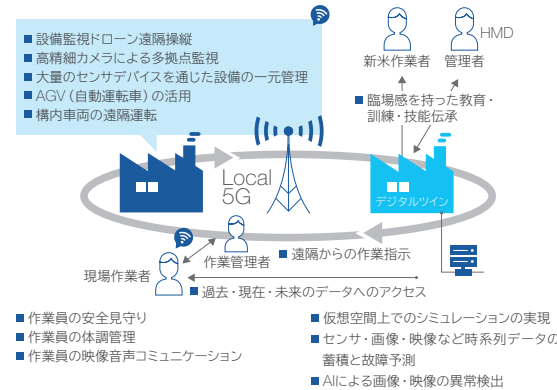 ■ 設備監視ドローン遠隔操縦
■ 高精細カメラによる多拠点監視
■ 大量のセンサデバイスを通じた設備の一元管理
■ AGV（自動運転車）の活用
■ 構内車両の遠隔運転
HMD
新米作業者
管理者
■ 臨場感を持った教育・
訓練・技能伝承
Local
5G
デジタルツイン
作業管理者
■ 遠隔からの作業指示
現場作業者
■ 過去・現在・未来のデータへのアクセス
■ 作業員の安全見守り
■ 作業員の体調管理
■ 作業員の映像音声コミュニケーション
■ 仮想空間上でのシミュレーションの実現
■ センサ・画像・映像など時系列データの
蓄積と故障予測
■ AIによる画像・映像の異常検出